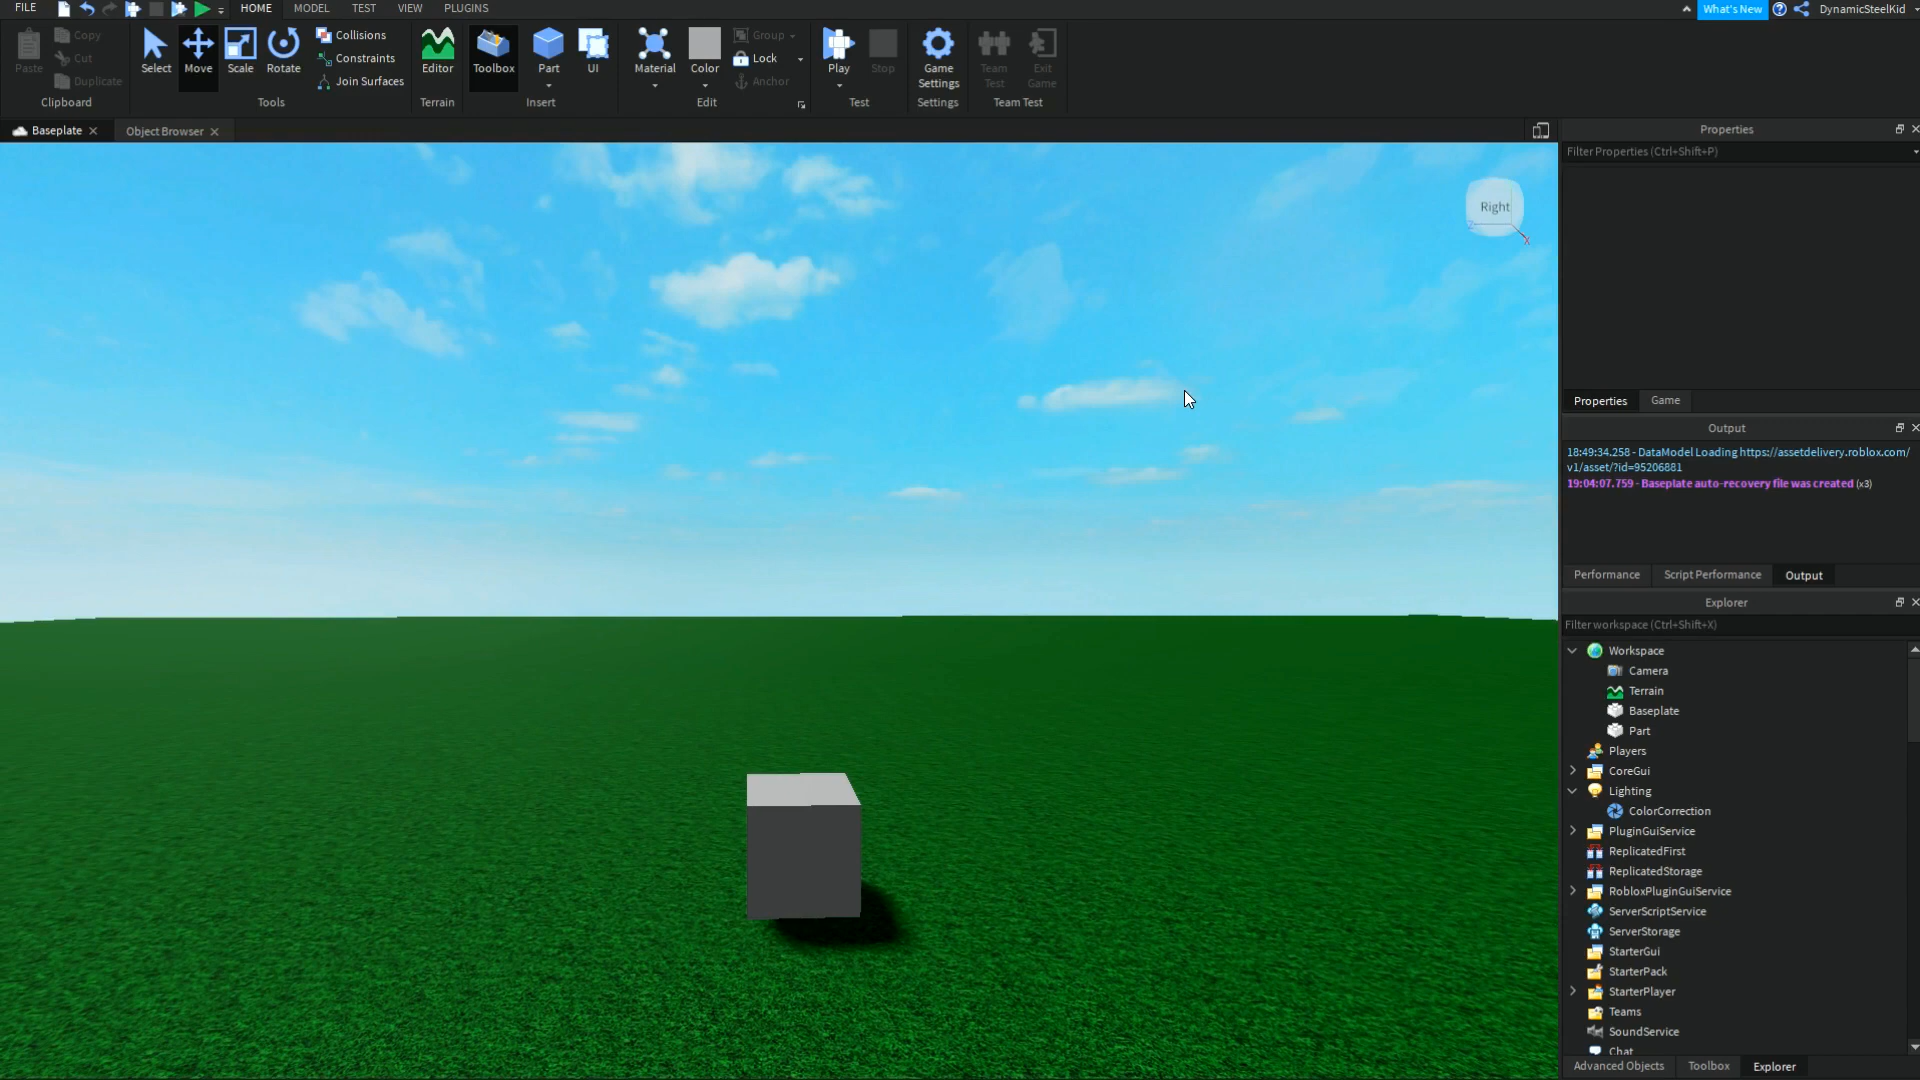 FILE
HOME
MODEL
TEST
VIEW
PLUGINS
What's New
DynamicSteelKid
Paste
Copy
Cut
Duplicate
Clipboard
Select
Move
Scale
Rotate
Collisions
Constraints
Join Surfaces
Tools
Editor
Terrain
Toolbox
Part
UI
Insert
Material
Color
Group
Lock
Anchor
Edit
Play
Stop
Test
Game
Settings
Settings
Team
Test
Exit
Game
Team Test
Baseplate
Object Browser
Right
X
Properties
Filter Properties (Ctrl+Shift+P)
Properties
Game
Output
18:49:34.258 - DataModel Loading https://assetdelivery.roblox.com/
v1/asset/?id=95206881
19:04:07.759 - Baseplate auto-recovery file was created (x3)
Performance
Script Performance
Output
Explorer
Filter workspace (Ctrl+Shift+X)
Workspace
Camera
Terrain
Baseplate
Part
Players
CoreGui
Lighting
ColorCorrection
PluginGuiService
ReplicatedFirst
ReplicatedStorage
RobloxPluginGuiService
ServerScriptService
ServerStorage
StarterGui
StarterPack
StarterPlayer
Teams
SoundService
Chat
Advanced Objects
Toolbox
Explorer